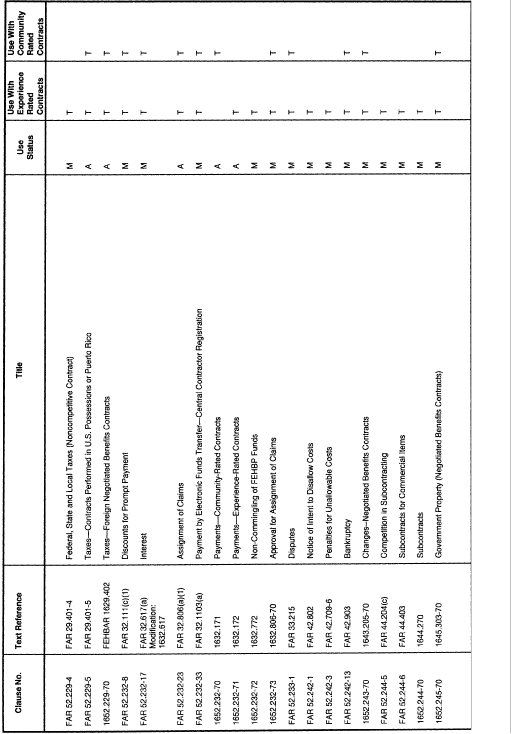 Clause No. Text Reference Title Use Status Use With Experience Rated Contracts Use With Community Rated Contracts
FAR 52.229-4 FAR 29.401-4 Federal, State and Local Taxes (Noncompetitive Contract) M T
FAR 52.229-5 FAR 29.401-5 Taxes—Contracts Performed in U.S. Possessions or Puerto Rico A T T
1652.229-70 FEHBAR 1629.402 Taxes—Foreign Negotiated Benefits Contracts A T T
FAR 52.232-8 FAR 32.111(c)(1) Discounts for Prompt Payment M T T
FAR 52.232-17 FAR 32.617(a) Interest M T T
Modification:
1632.617
FAR 52.232-23 FAR 32.806(a)(1) Assignment of Claims A T T
FAR 52.232-33 FAR 32.1103(a) Payment by Electronic Funds Transfer—Central Contractor Registration M T T
1652.232-70 1632.171 Payments—Community-Rated Contracts A T
1652.232-71 1632.172 Payments—Experience-Rated Contracts A T
1652.232-72 1632.772 Non-Commingling of FEHBP Funds M T
1652.232-73 1632.806-70 Approval for Assignment of Claims M T T
FAR 52.233-1 FAR 33.215 Disputes M T T
FAR 52.242-1 FAR 42.802 Notice of Intent to Disallow Costs M T
FAR 52.242-3 FAR 42.709-6 Penalties for Unallowable Costs M T
FAR 52.242-13 FAR 42.903 Bankruptcy M T T
1652.243-70 1643.205-70 Changes—Negotiated Benefits Contracts M T T
FAR 52.244-5 FAR 44.204(c) Competition in Subcontracting M T
FAR 52.244-6 FAR 44.403 Subcontracts for Commercial Items M T
1652.244-70 1644.270 Subcontracts M T
1652.245-70 1645.303-70 Government Property (Negotiated Benefits Contracts) M T T